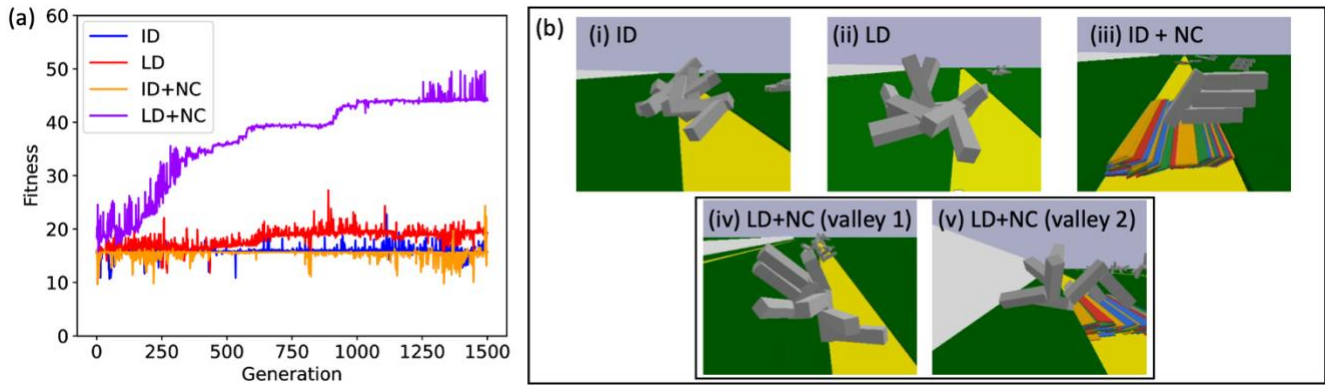 (a)
60
50
40
30
20
10
0
Fitness
ID
LD
ID+NC
LD+NC
0 250 500 750 1000 1250 1500
Generation
(b)
(i) ID
(ii) LD
(iii) ID + NC
(iv) LD+NC (valley 1)
(v) LD+NC (valley 2)